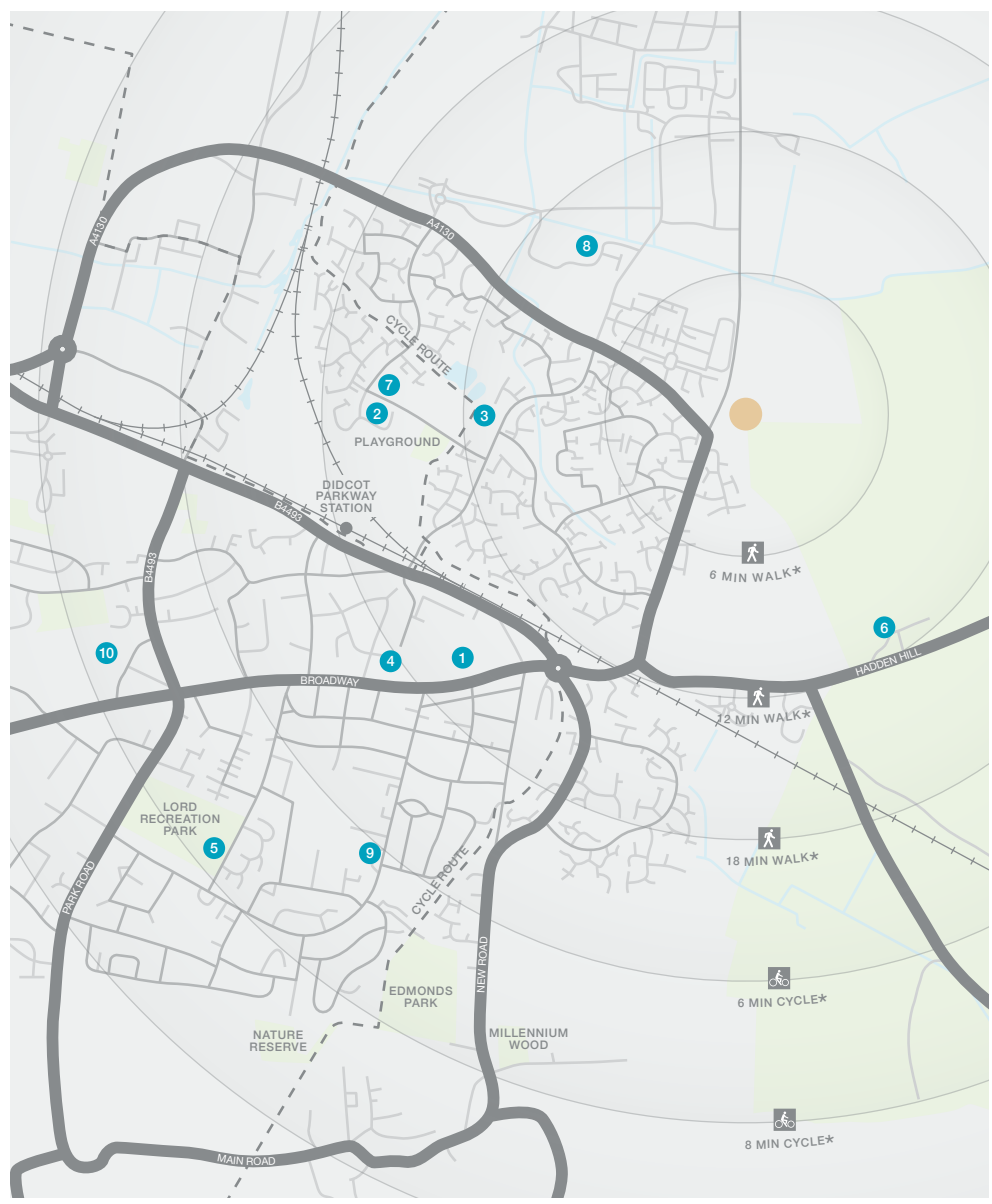 A4130
A4130
8
CYCLE ROUTE
7
2
3
PLAYGROUND
DIDCOT
PARKWAY
STATION
B4493
B4493
6 MIN WALK*
6
HADDEN HILL
10
4
1
BROADWAY
12 MIN WALK*
LORD
RECREATION
PARK
5
9
18 MIN WALK*
CYCLE ROUTE
PARK ROAD
NEW ROAD
EDMONDS
PARK
6 MIN CYCLE*
NATURE
RESERVE
MILLENNIUM
WOOD
8 MIN CYCLE*
MAIN ROAD